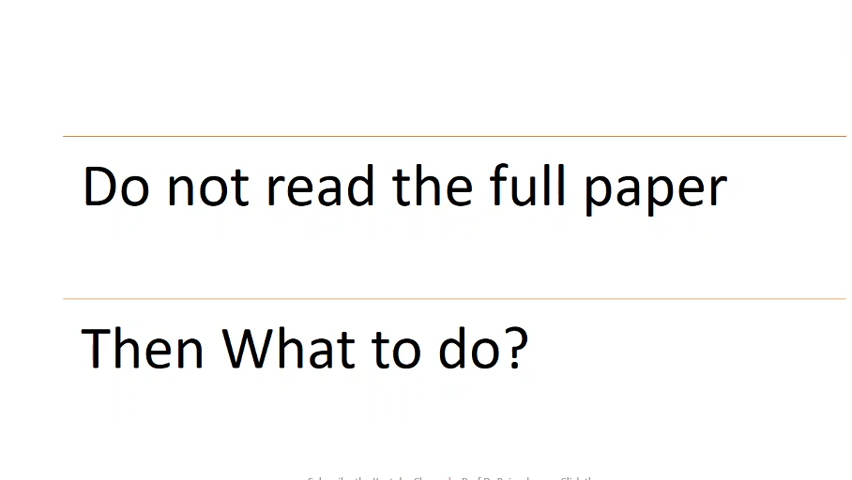 Do not read the full paper
Then What to do?